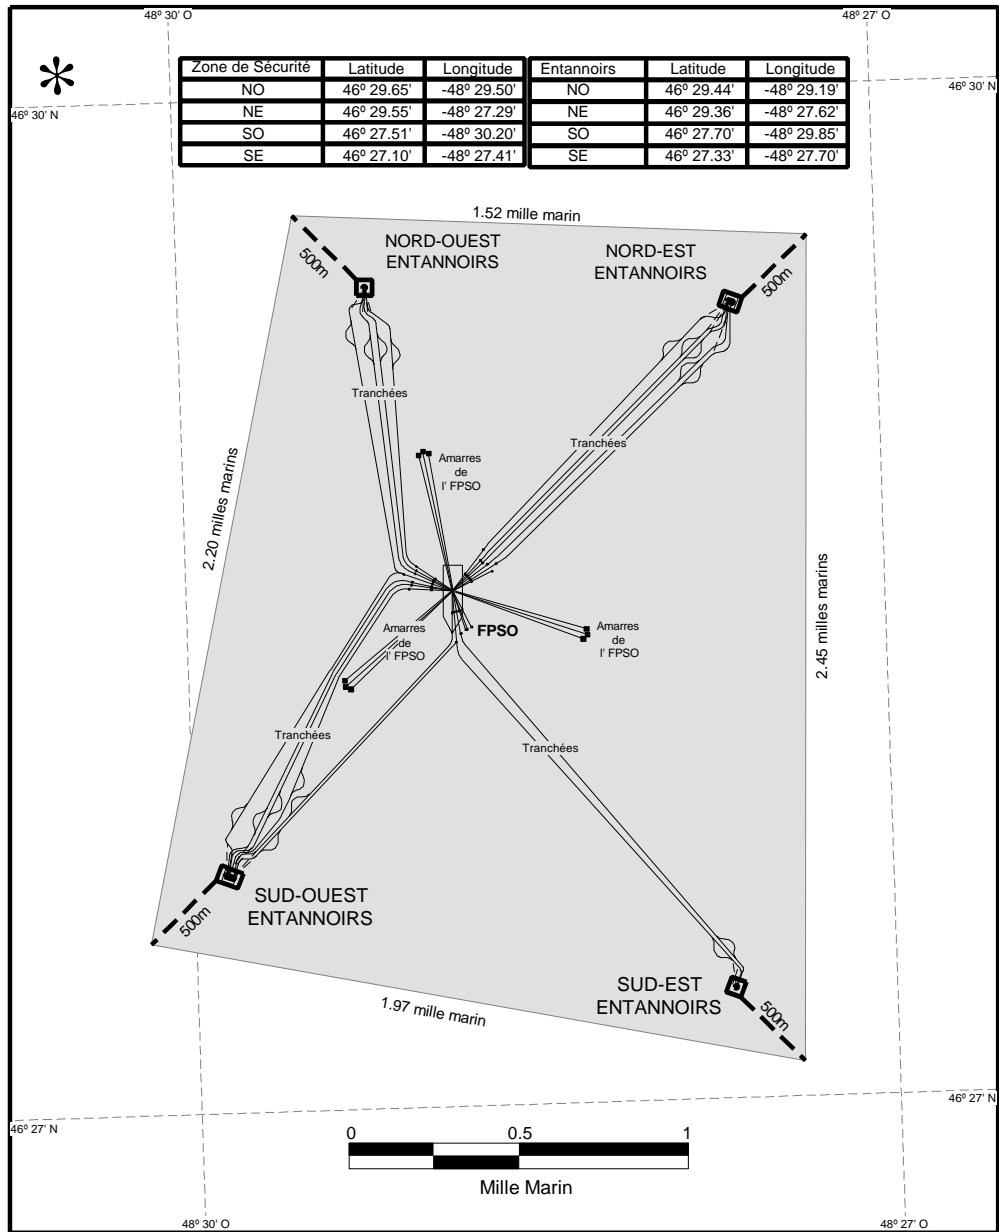 48º 30' O
48º 27' O
*
46º 30' N
46º 30' N
Zone de Sécurité Latitude Longitude Entannoirs Latitude Longitude
NO 46º 29.65' -48º 29.50' NO 46º 29.44' -48º 29.19'
NE 46º 29.55' -48º 27.29' NE 46º 29.36' -48º 27.62'
SO 46º 27.51' -48º 30.20' SO 46º 27.70' -48º 29.85'
SE 46º 27.10' -48º 27.41' SE 46º 27.33' -48º 27.70'
1.52 mille marin
500m
NORD-OUEST
ENTANNOIRS
NORD-EST
ENTANNOIRS
500m
Tranchées
Tranchées
Amarres
de
l' FPSO
2.20 milles marins
2.45 milles marins
Amarres
de
l' FPSO
FPSO
Amarres
de
l' FPSO
Tranchées
Tranchées
SUD-OUEST
ENTANNOIRS
500m
SUD-EST
ENTANNOIRS
500m
1.97 mille marin
46º 27' N
46º 27' N
0 0.5 1
Mille Marin
48º 30' O
48º 27' O